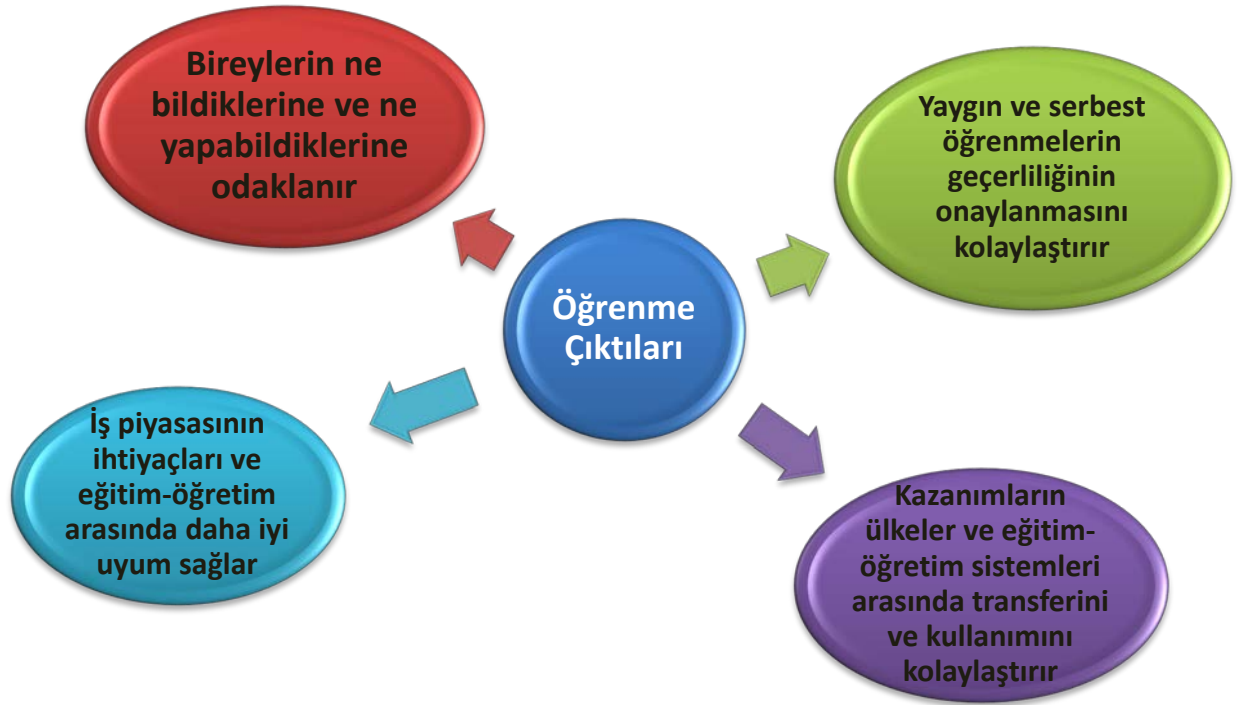 Bireylerin ne
bildiklerine ve ne
yapabildiklerine
odaklanır
Yaygın ve serbest
öğrenmelerin
geçerliliğinin
onaylanmasını
kolaylaştırır
Öğrenme
Çıktıları
İş piyasasının
ihtiyaçları ve
eğitim-öğretim
arasında daha iyi
uyum sağlar
Kazanımların
ülkeler ve eğitim-
öğretim sistemleri
arasında transferini
ve kullanımını
kolaylaştırır